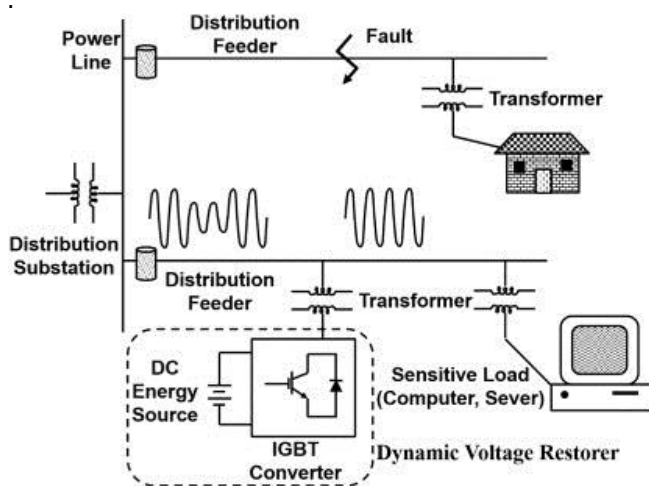 .
Distribution
Feeder
Power
Line
Fault
Transformer
Distribution
Substation
Distribution
Feeder
Transformer
DC
Energy
Source
IGBT
Converter
Sensitive Load
(Computer, Sever)
Dynamic Voltage Restorer